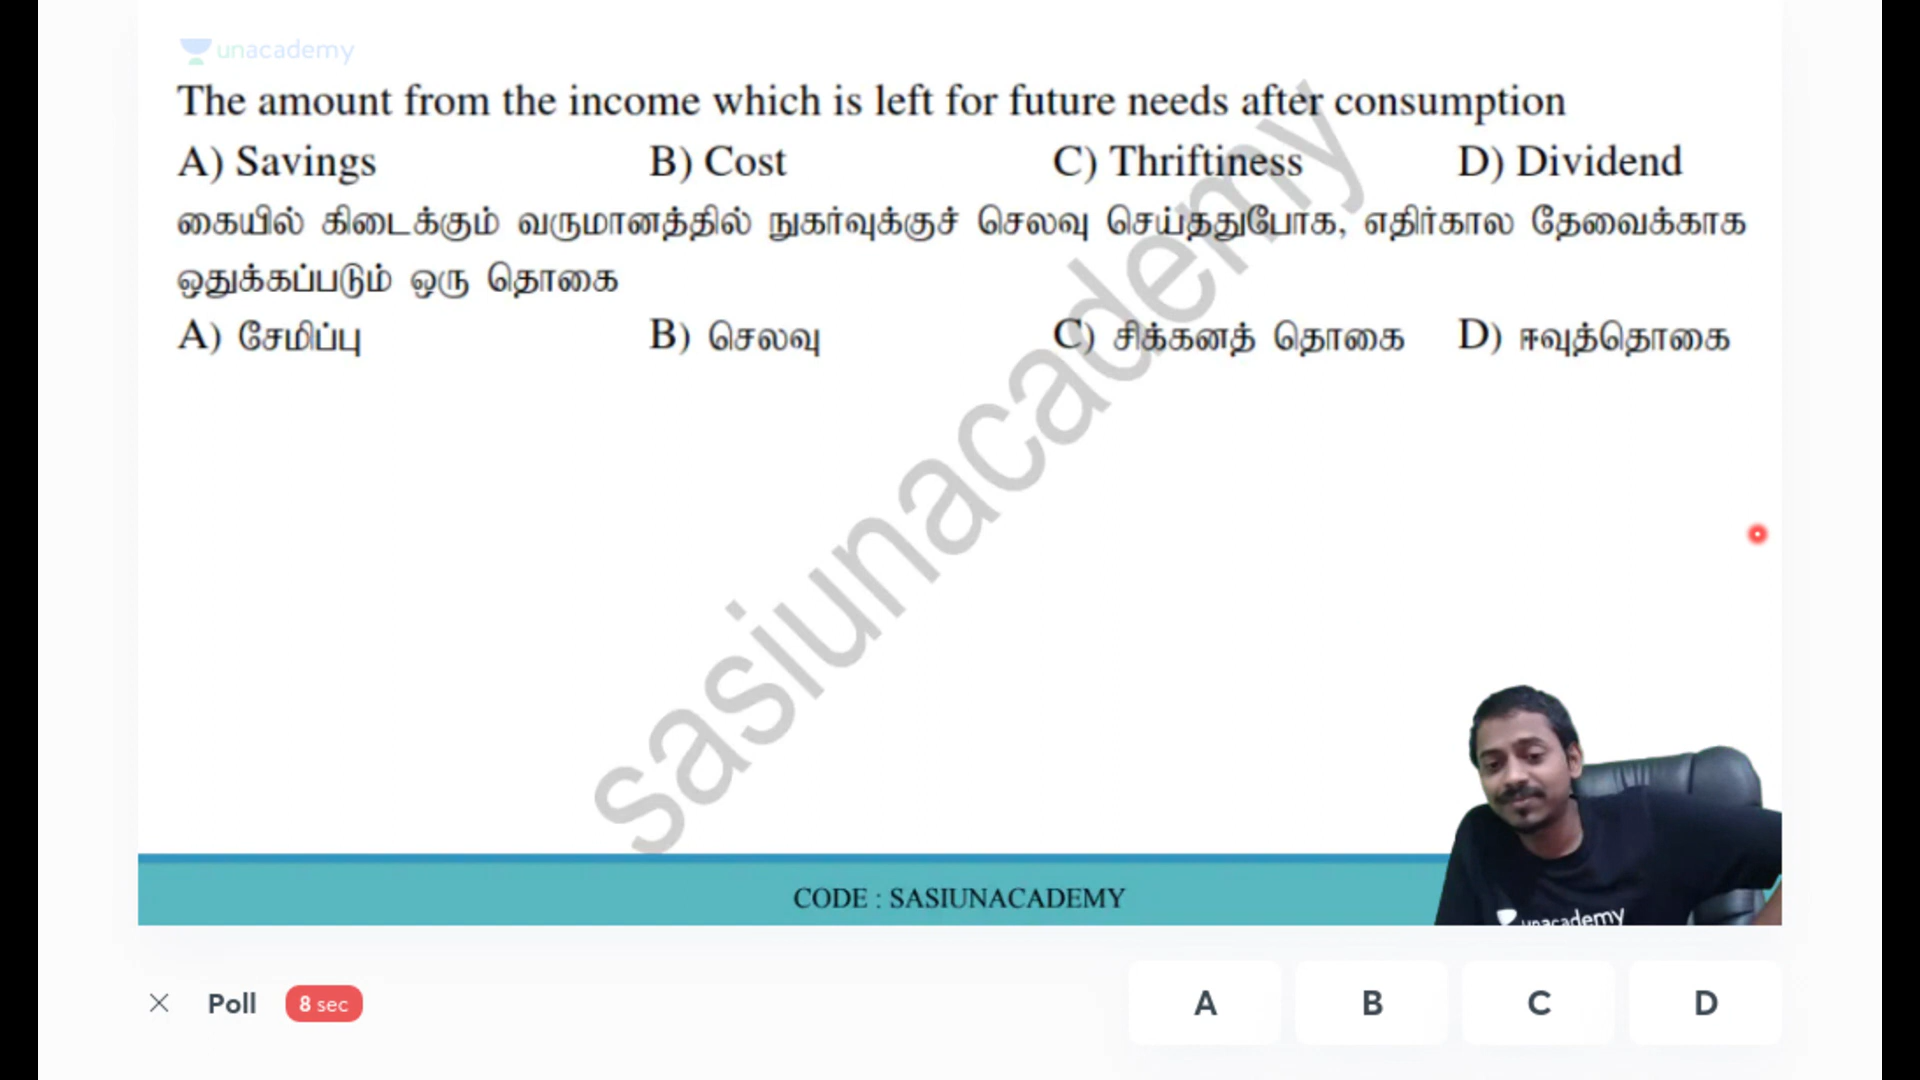 unacademy
The amount from the income which is left for future needs after consumption
A) Savings B) Cost C) Thriftiness D) Dividend
கையில் கிடைக்கும் வருமானத்தில் நுகர்வுக்குச் செலவு செய்ததுபோக, எதிர்கால தேவைக்காக
ஒதுக்கப்படும் ஒரு தொகை
A) சேமிப்பு B) செலவு C) சிக்கனத் தொகை D) ஈவுத்தொகை
sasiunacademy
CODE : SASIUNACADEMY
unacademy
Poll 8 sec A B C D